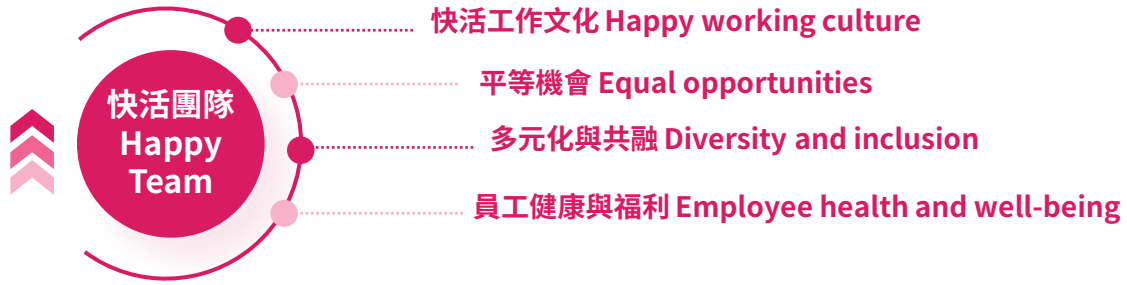 快活團隊
Happy
Team
快活工作文化 Happy working culture
平等機會 Equal opportunities
多元化與共融 Diversity and inclusion
員工健康與福利 Employee health and well-being